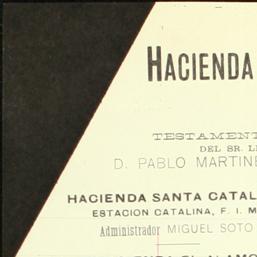 HACIENDA
TESTAMENT
DEL SR. L
D. PABLO MARTINE
HACIENDA SANTA CATAL
ESTACION CATALINA, F. I. M
Administrador MIGUEL SOTO